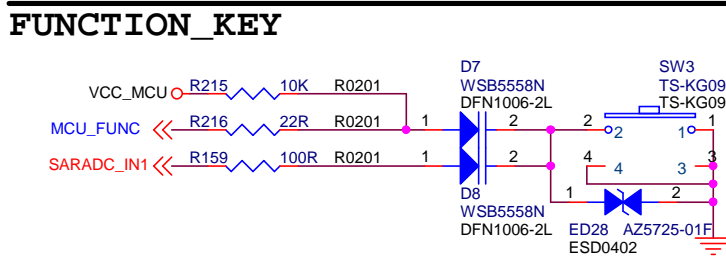 FUNCTION_KEY
D7
WSB5558N
DFN1006-2L
SW3
TS-KG09
TS-KG09
VCC_MCU R215 10K R0201
MCU_FUNC R216 22R R0201 1 2 2 2 1 1
SARADC_IN1 R159 100R R0201 1 2 4 4 3 3
D8
WSB5558N
DFN1006-2L
1 2
ED28 AZ5725-01F
ESD0402